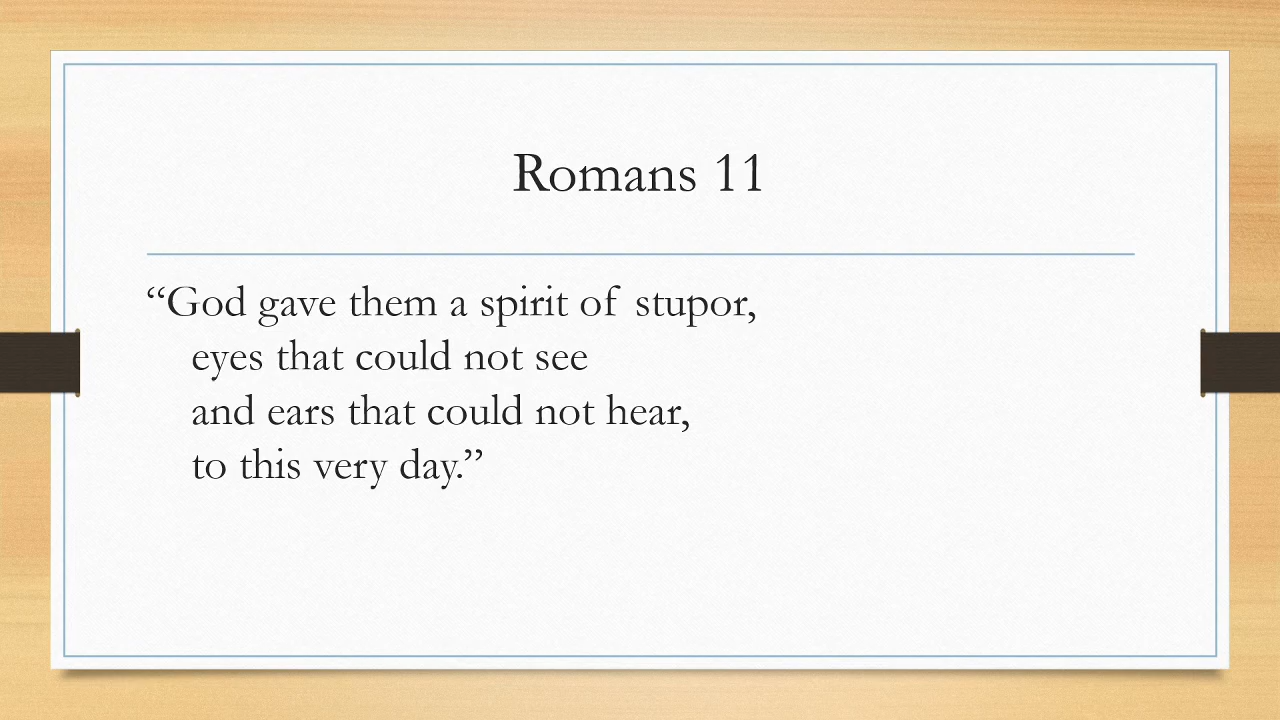 Romans 11
“God gave them a spirit of stupor,
eyes that could not see
and ears that could not hear,
to this very day.”